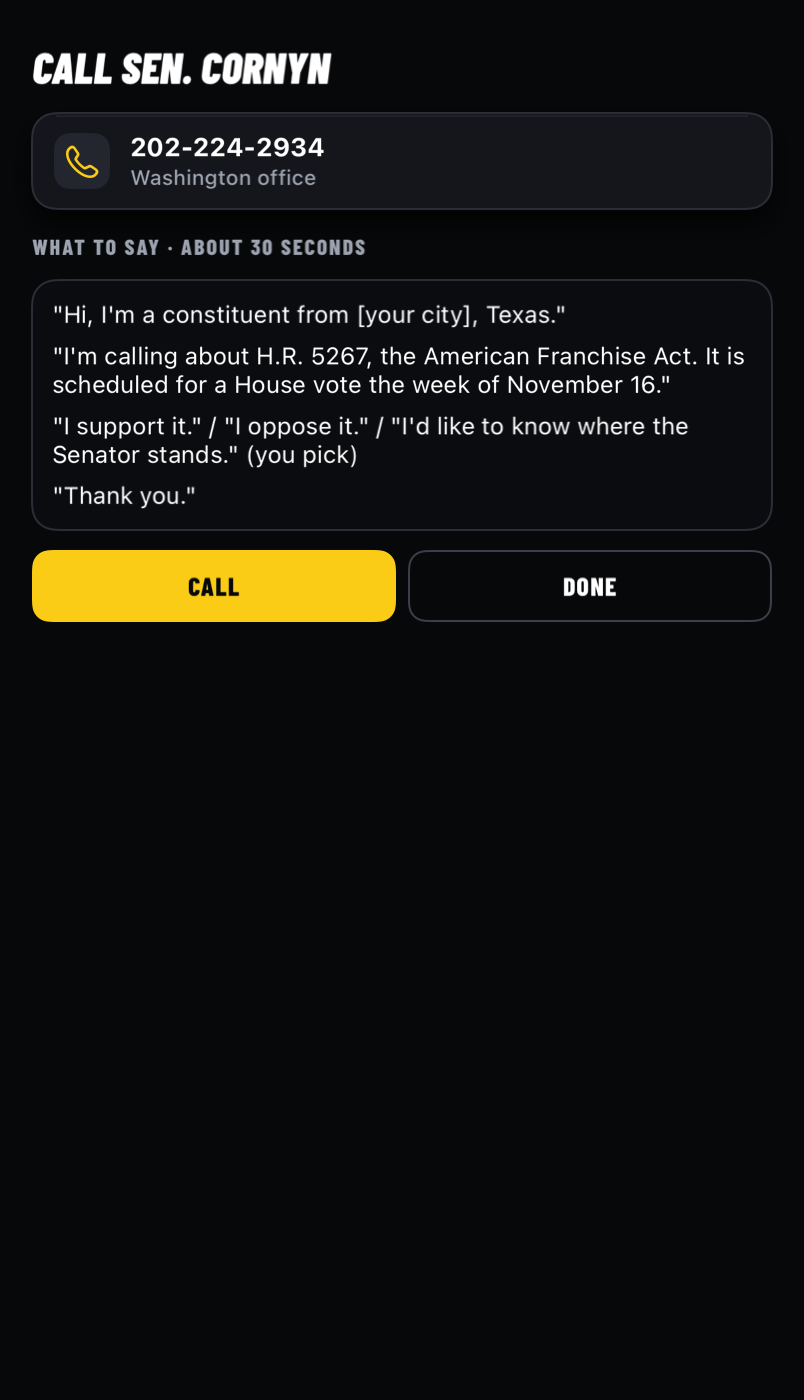 CALL SEN. CORNYN
202-224-2934
Washington office
WHAT TO SAY · ABOUT 30 SECONDS
"Hi, I'm a constituent from [your city], Texas."
"I'm calling about H.R. 5267, the American Franchise Act. It is
scheduled for a House vote the week of November 16."
"I support it." / "I oppose it." / "I'd like to know where the
Senator stands." (you pick)
"Thank you."
CALL
DONE